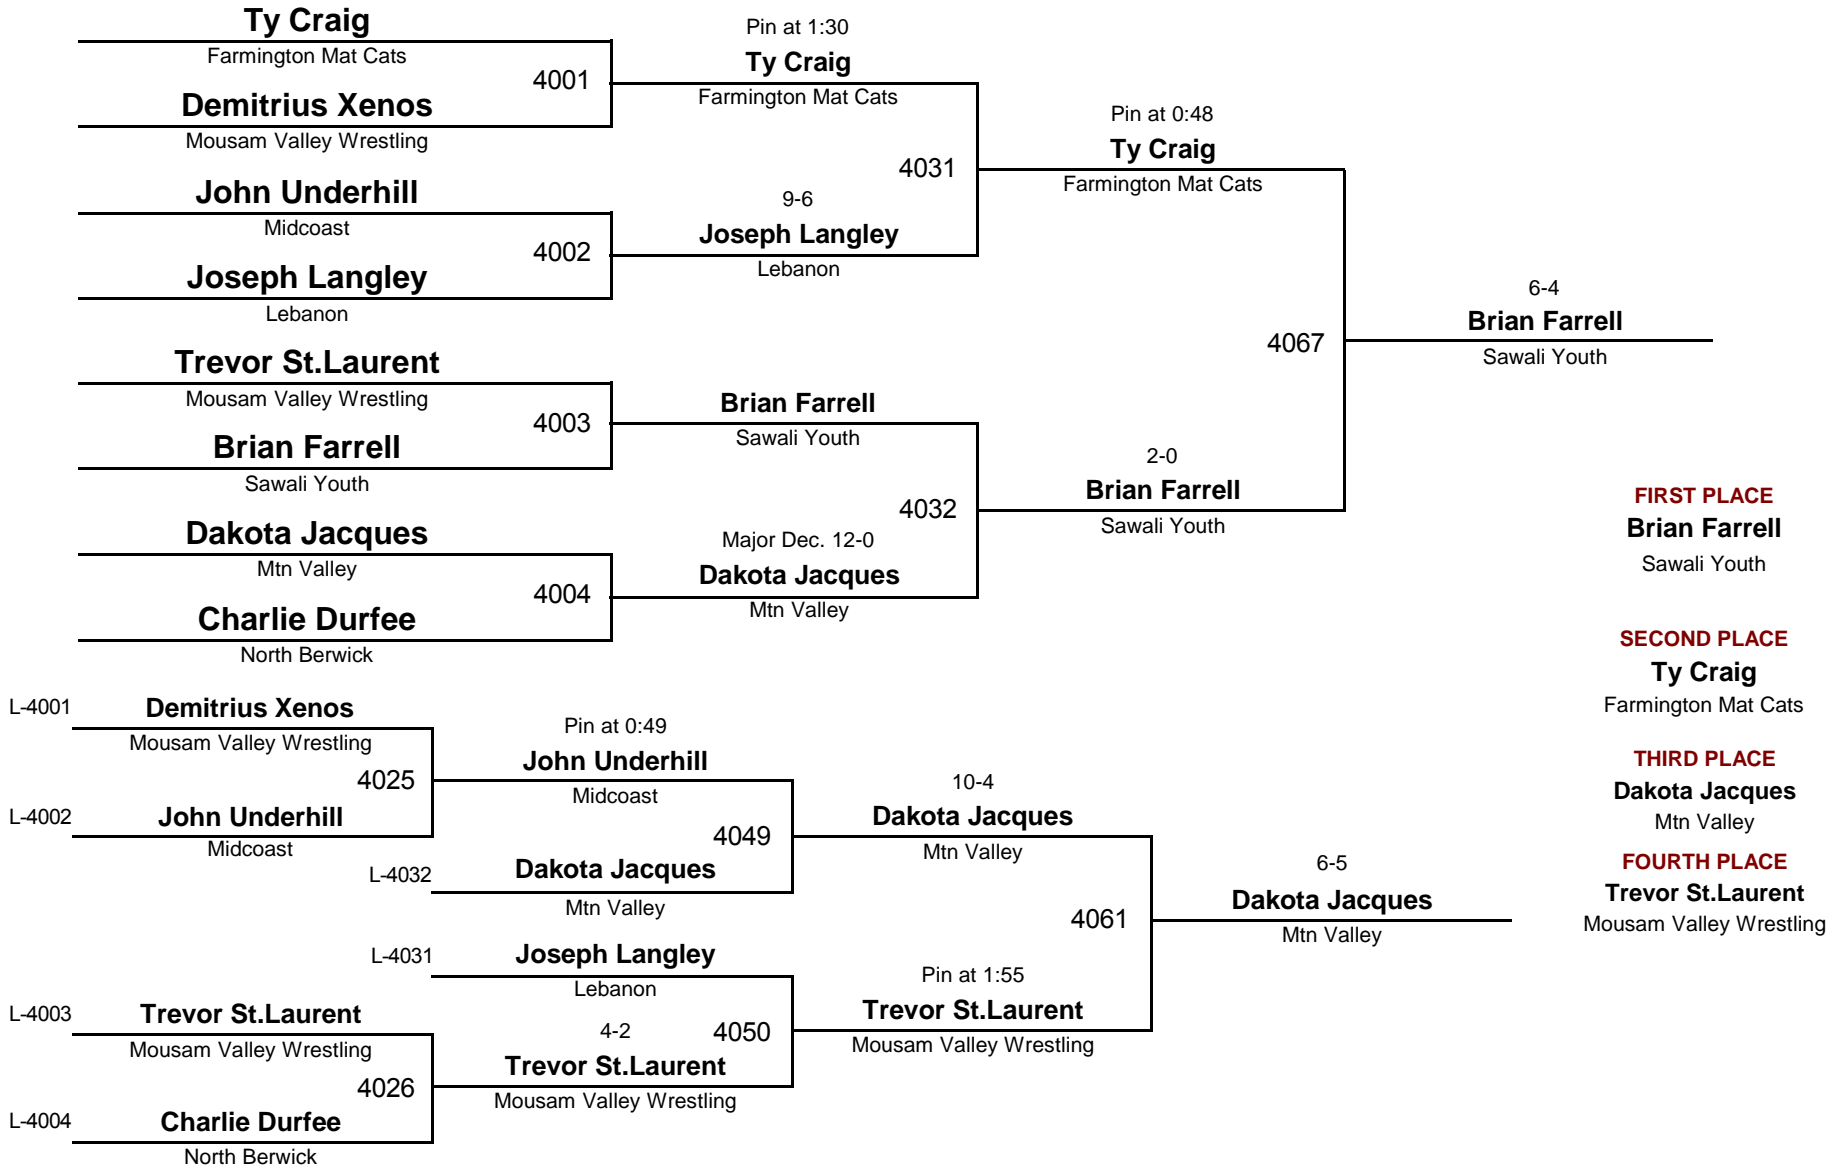 Ty Craig
Farmington Mat Cats
4001
Demitrius Xenos
Mousam Valley Wrestling
John Underhill
Midcoast
4002
Joseph Langley
Lebanon
Trevor St.Laurent
Mousam Valley Wrestling
4003
Brian Farrell
Sawali Youth
Dakota Jacques
Mtn Valley
4004
Charlie Durfee
North Berwick
Pin at 1:30
Ty Craig
Farmington Mat Cats
4031
9-6
Joseph Langley
Lebanon
Brian Farrell
Sawali Youth
4032
Major Dec. 12-0
Dakota Jacques
Mtn Valley
Pin at 0:48
Ty Craig
Farmington Mat Cats
4067
2-0
Brian Farrell
Sawali Youth
6-4
Brian Farrell
Sawali Youth
FIRST PLACE
Brian Farrell
Sawali Youth
SECOND PLACE
Ty Craig
Farmington Mat Cats
THIRD PLACE
Dakota Jacques
Mtn Valley
FOURTH PLACE
Trevor St.Laurent
Mousam Valley Wrestling
L-4001
Demitrius Xenos
Mousam Valley Wrestling
4025
L-4002
John Underhill
Midcoast
Pin at 0:49
John Underhill
Midcoast
4049
L-4032
Dakota Jacques
Mtn Valley
L-4031
Joseph Langley
Lebanon
L-4003
Trevor St.Laurent
Mousam Valley Wrestling
4026
L-4004
Charlie Durfee
North Berwick
4-2
4050
Trevor St.Laurent
Mousam Valley Wrestling
10-4
Dakota Jacques
Mtn Valley
4061
Pin at 1:55
Trevor St.Laurent
Mousam Valley Wrestling
6-5
Dakota Jacques
Mtn Valley